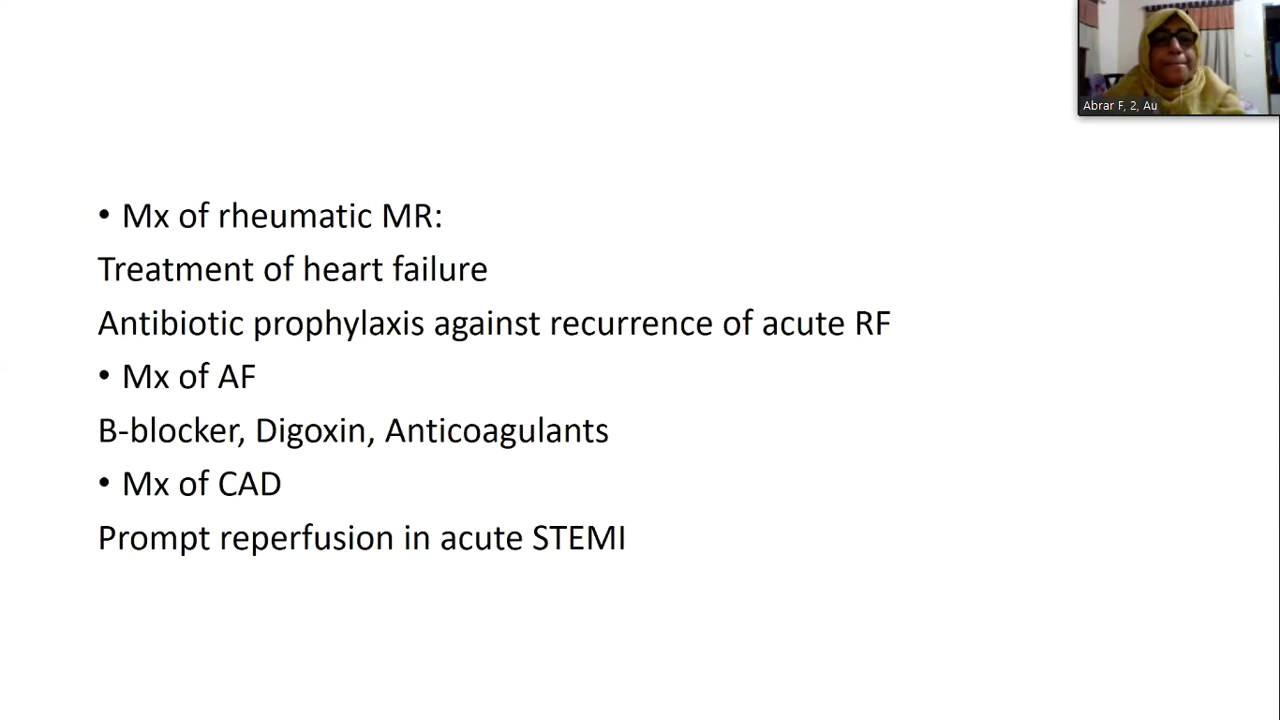 Abrar F, 2, Au
• Mx of rheumatic MR:
Treatment of heart failure
Antibiotic prophylaxis against recurrence of acute RF
• Mx of AF
B-blocker, Digoxin, Anticoagulants
• Mx of CAD
Prompt reperfusion in acute STEMI